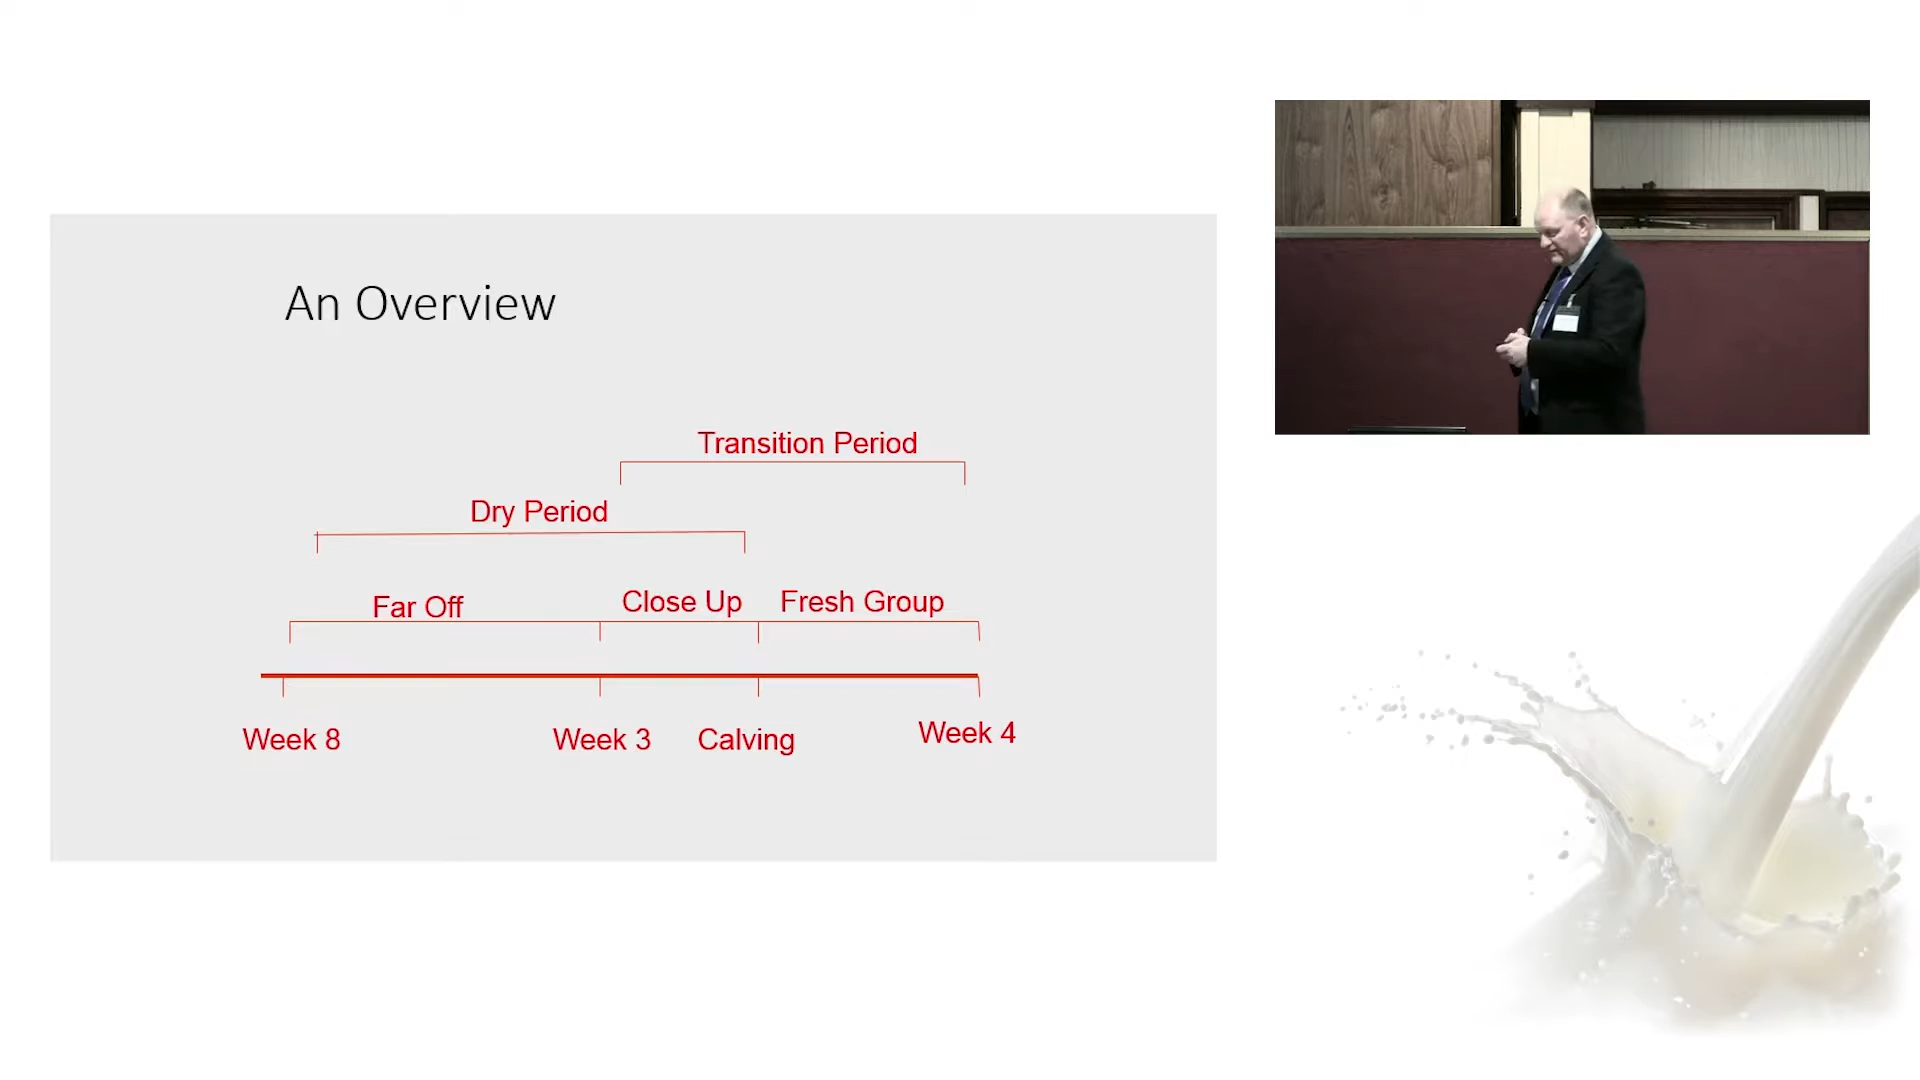 An Overview
Transition Period
Dry Period
Far Off
Close Up
Fresh Group
Week 8
Week 3
Calving
Week 4